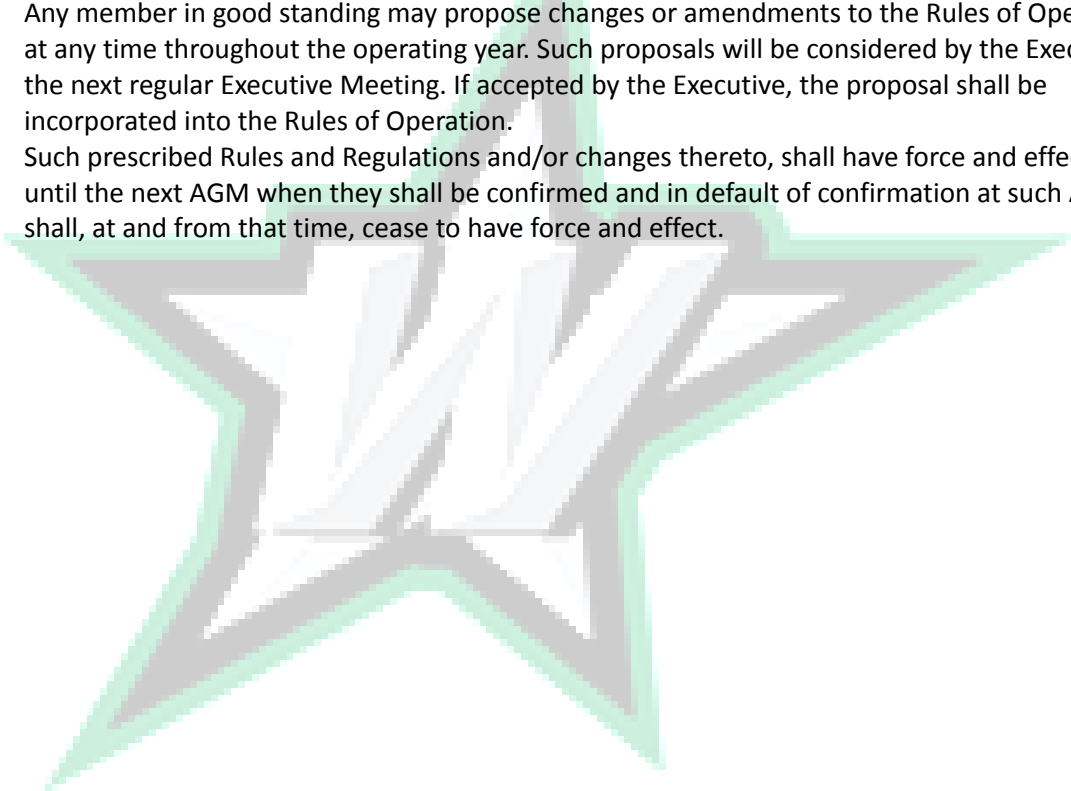 Any member in good standing may propose changes or amendments to the Rules of Ope
at any time throughout the operating year. Such proposals will be considered by the Exec
the next regular Executive Meeting. If accepted by the Executive, the proposal shall be
incorporated into the Rules of Operation.
Such prescribed Rules and Regulations and/or changes thereto, shall have force and effe
until the next AGM when they shall be confirmed and in default of confirmation at such
shall, at and from that time, cease to have force and effect.
W